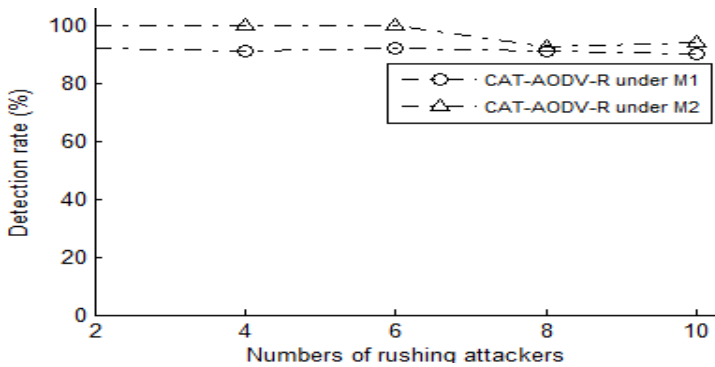 100
80
60
40
20
0
Detection rate (%)
CAT-AODV-R under M1
CAT-AODV-R under M2
2 4 6 8 10
Numbers of rushing attackers